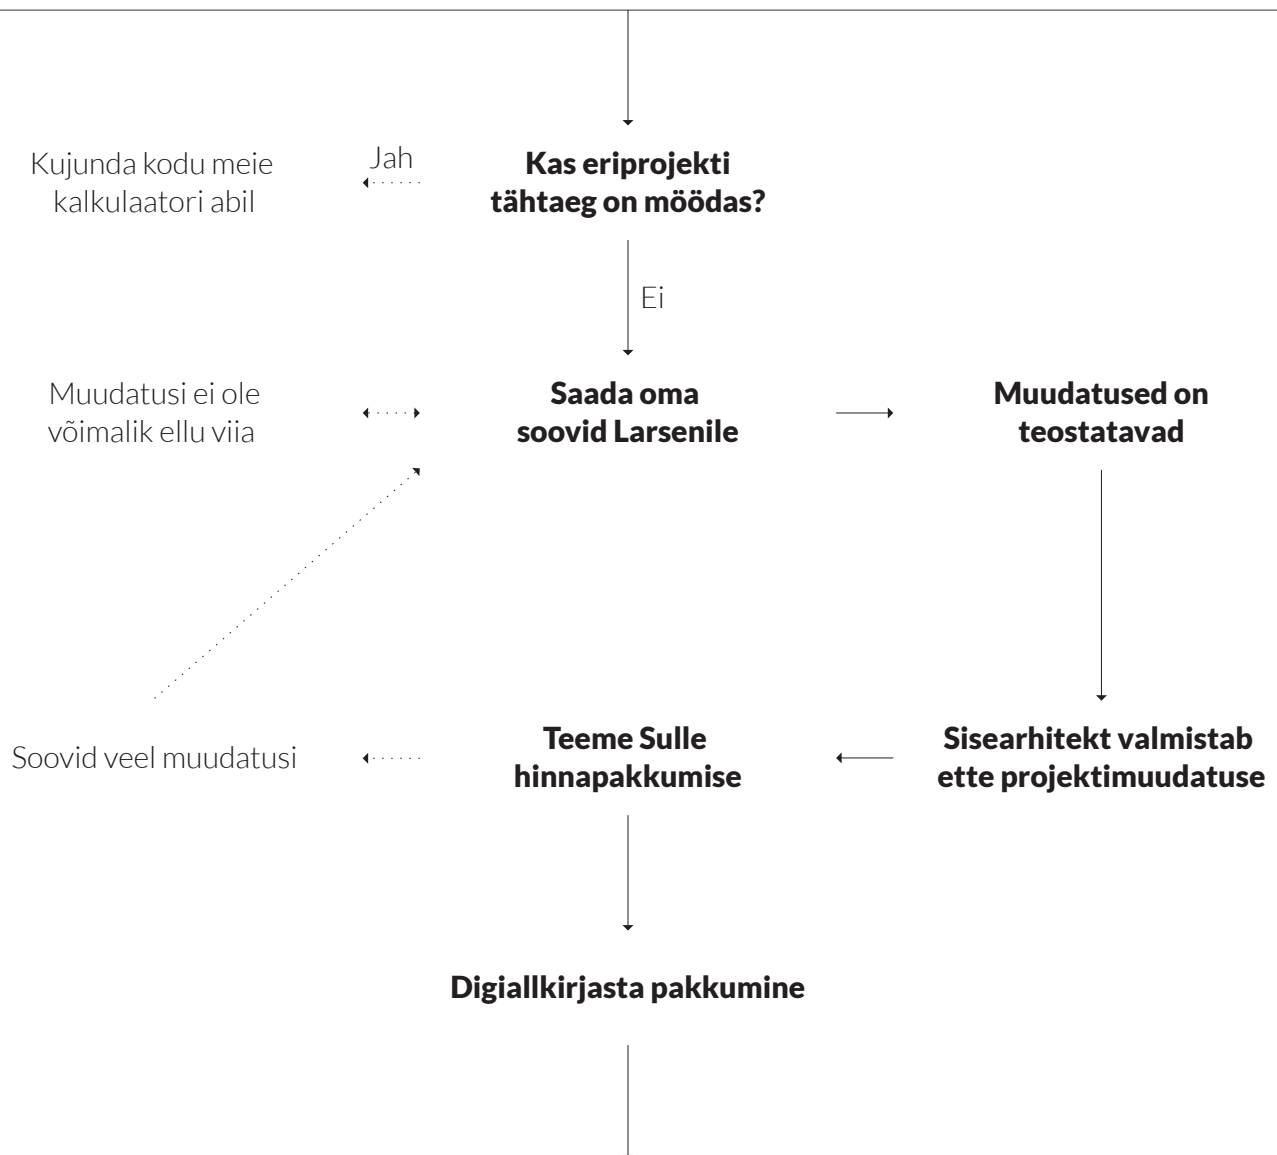 Kujunda kodu meie
kalkulaatori abil
Jah
Kas eriprojekti
tähtaeg on möödas?
Ei
Muudatusi ei ole
võimalik ellu viia
Saada oma
soovid Larsenile
Muudatused on
teostatavad
Soovid veel muudatusi
Teeme Sulle
hinnapakkumise
Sisearhitekt valmistab
ette projektimuudatuse
Digiallkirjasta pakkumine